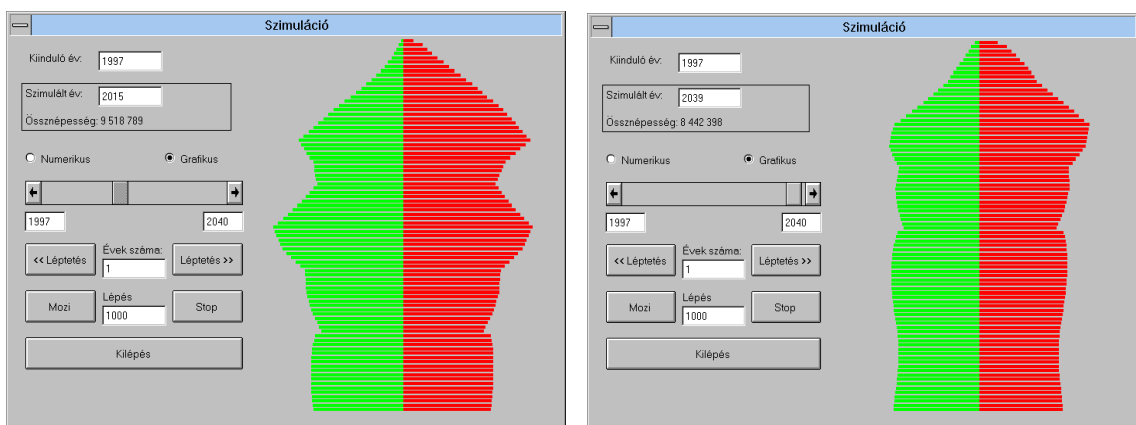 Szimuláció
Kiinduló év: 1997
Szimulált év: 2015
Össznépesség: 9 518 789
Numerikus Grafikus
1997 2040
<< Léptetés Évek száma: 1 Léptetés >>
Mozi Lépés 1000 Stop
Kilépés
Szimuláció
Kiinduló év: 1997
Szimulált év: 2039
Össznépesség: 8 442 398
Numerikus Grafikus
1997 2040
<< Léptetés Évek száma: 1 Léptetés >>
Mozi Lépés 1000 Stop
Kilépés